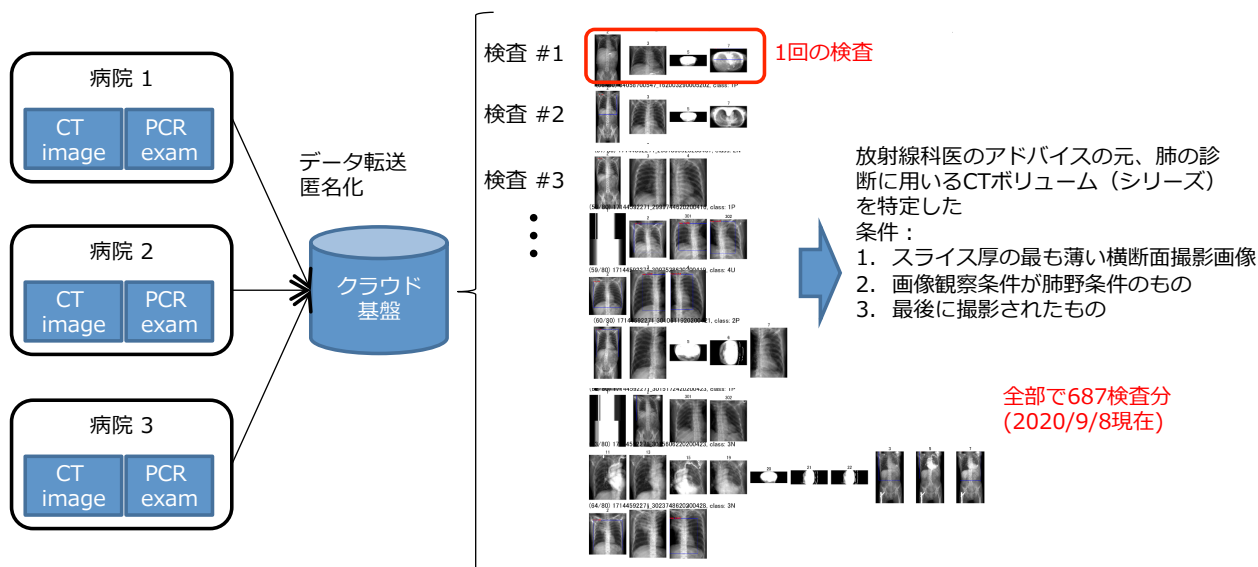 病院 1
CT
image
PCR
exam
病院 2
CT
image
PCR
exam
病院 3
CT
image
PCR
exam
データ転送
匿名化
クラウド
基盤
検査 #1
検査 #2
検査 #3
1回の検査
放射線科医のアドバイスの元、肺の診
断に用いるCTボリューム（シリーズ）
を特定した
条件：
1. スライス厚の最も薄い横断面撮影画像
2. 画像観察条件が肺野条件のもの
3. 最後に撮影されたもの
全部で687検査分
(2020/9/8現在)